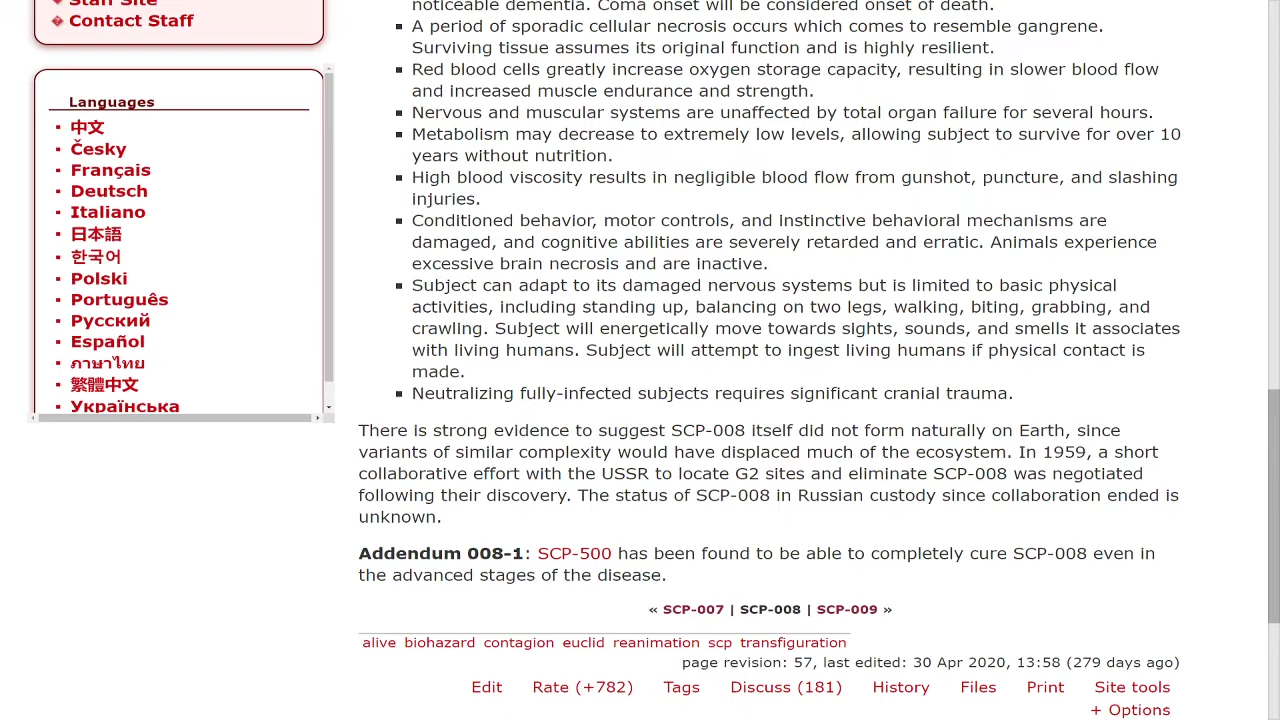 Staff Site
Contact Staff
Languages
中文
Česky
Français
Deutsch
Italiano
日本語
한국어
Polski
Português
Русский
Español
ภาษาไทย
繁體中文
Українська
noticeable dementia. Coma onset will be considered onset of death.
A period of sporadic cellular necrosis occurs which comes to resemble gangrene.
Surviving tissue assumes its original function and is highly resilient.
Red blood cells greatly increase oxygen storage capacity, resulting in slower blood flow
and increased muscle endurance and strength.
Nervous and muscular systems are unaffected by total organ failure for several hours.
Metabolism may decrease to extremely low levels, allowing subject to survive for over 10
years without nutrition.
High blood viscosity results in negligible blood flow from gunshot, puncture, and slashing
injuries.
Conditioned behavior, motor controls, and instinctive behavioral mechanisms are
damaged, and cognitive abilities are severely retarded and erratic. Animals experience
excessive brain necrosis and are inactive.
Subject can adapt to its damaged nervous systems but is limited to basic physical
activities, including standing up, balancing on two legs, walking, biting, grabbing, and
crawling. Subject will energetically move towards sights, sounds, and smells it associates
with living humans. Subject will attempt to ingest living humans if physical contact is
made.
Neutralizing fully-infected subjects requires significant cranial trauma.
There is strong evidence to suggest SCP-008 itself did not form naturally on Earth, since
variants of similar complexity would have displaced much of the ecosystem. In 1959, a short
collaborative effort with the USSR to locate G2 sites and eliminate SCP-008 was negotiated
following their discovery. The status of SCP-008 in Russian custody since collaboration ended is
unknown.
Addendum 008-1: SCP-500 has been found to be able to completely cure SCP-008 even in
the advanced stages of the disease.
« SCP-007 | SCP-008 | SCP-009 »
alive biohazard contagion euclid reanimation scp transfiguration
page revision: 57, last edited: 30 Apr 2020, 13:58 (279 days ago)
Edit Rate (+782) Tags Discuss (181) History Files Print Site tools
+ Options